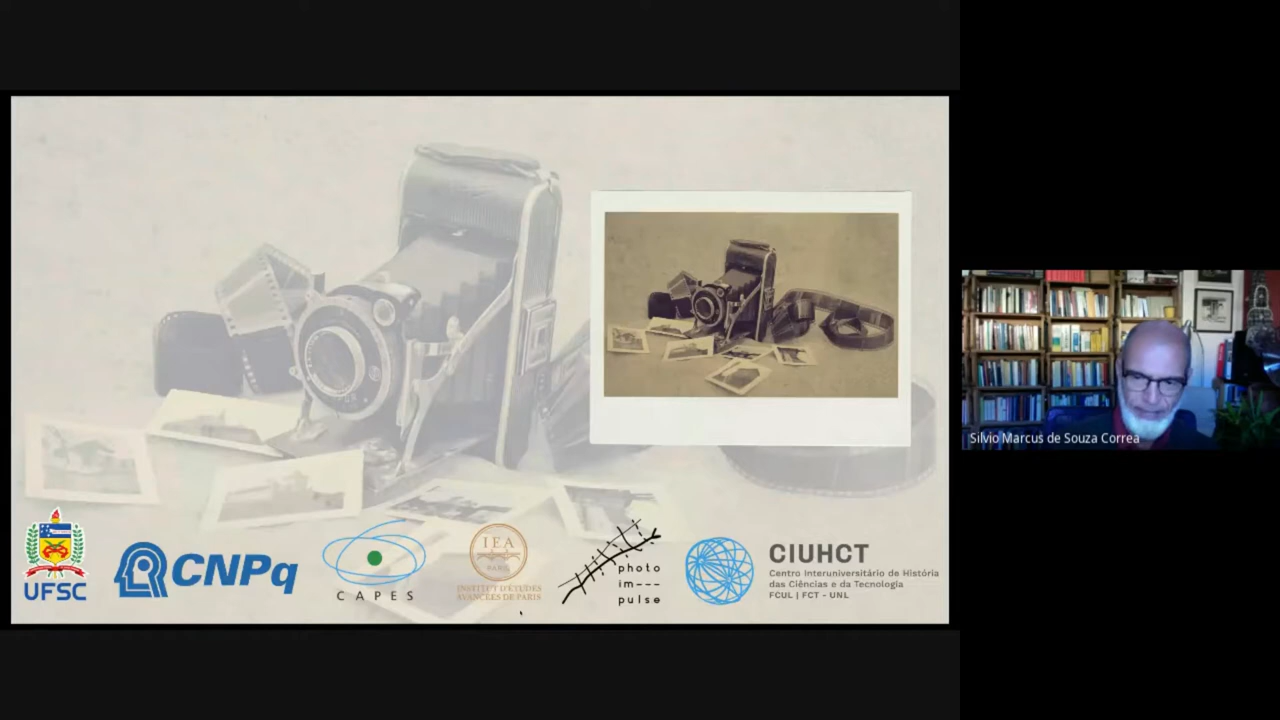 UFSC
CNPq
CAPES
IEA
PARIS
INSTITUT D'ÉTUDES
AVANCÉES DE PARIS
photo
im---
pulse
CIUHCT
Centro Interuniversitário de História
das Ciências e da Tecnologia
FCUL | FCT - UNL
Silvio Marcus de Souza Correa